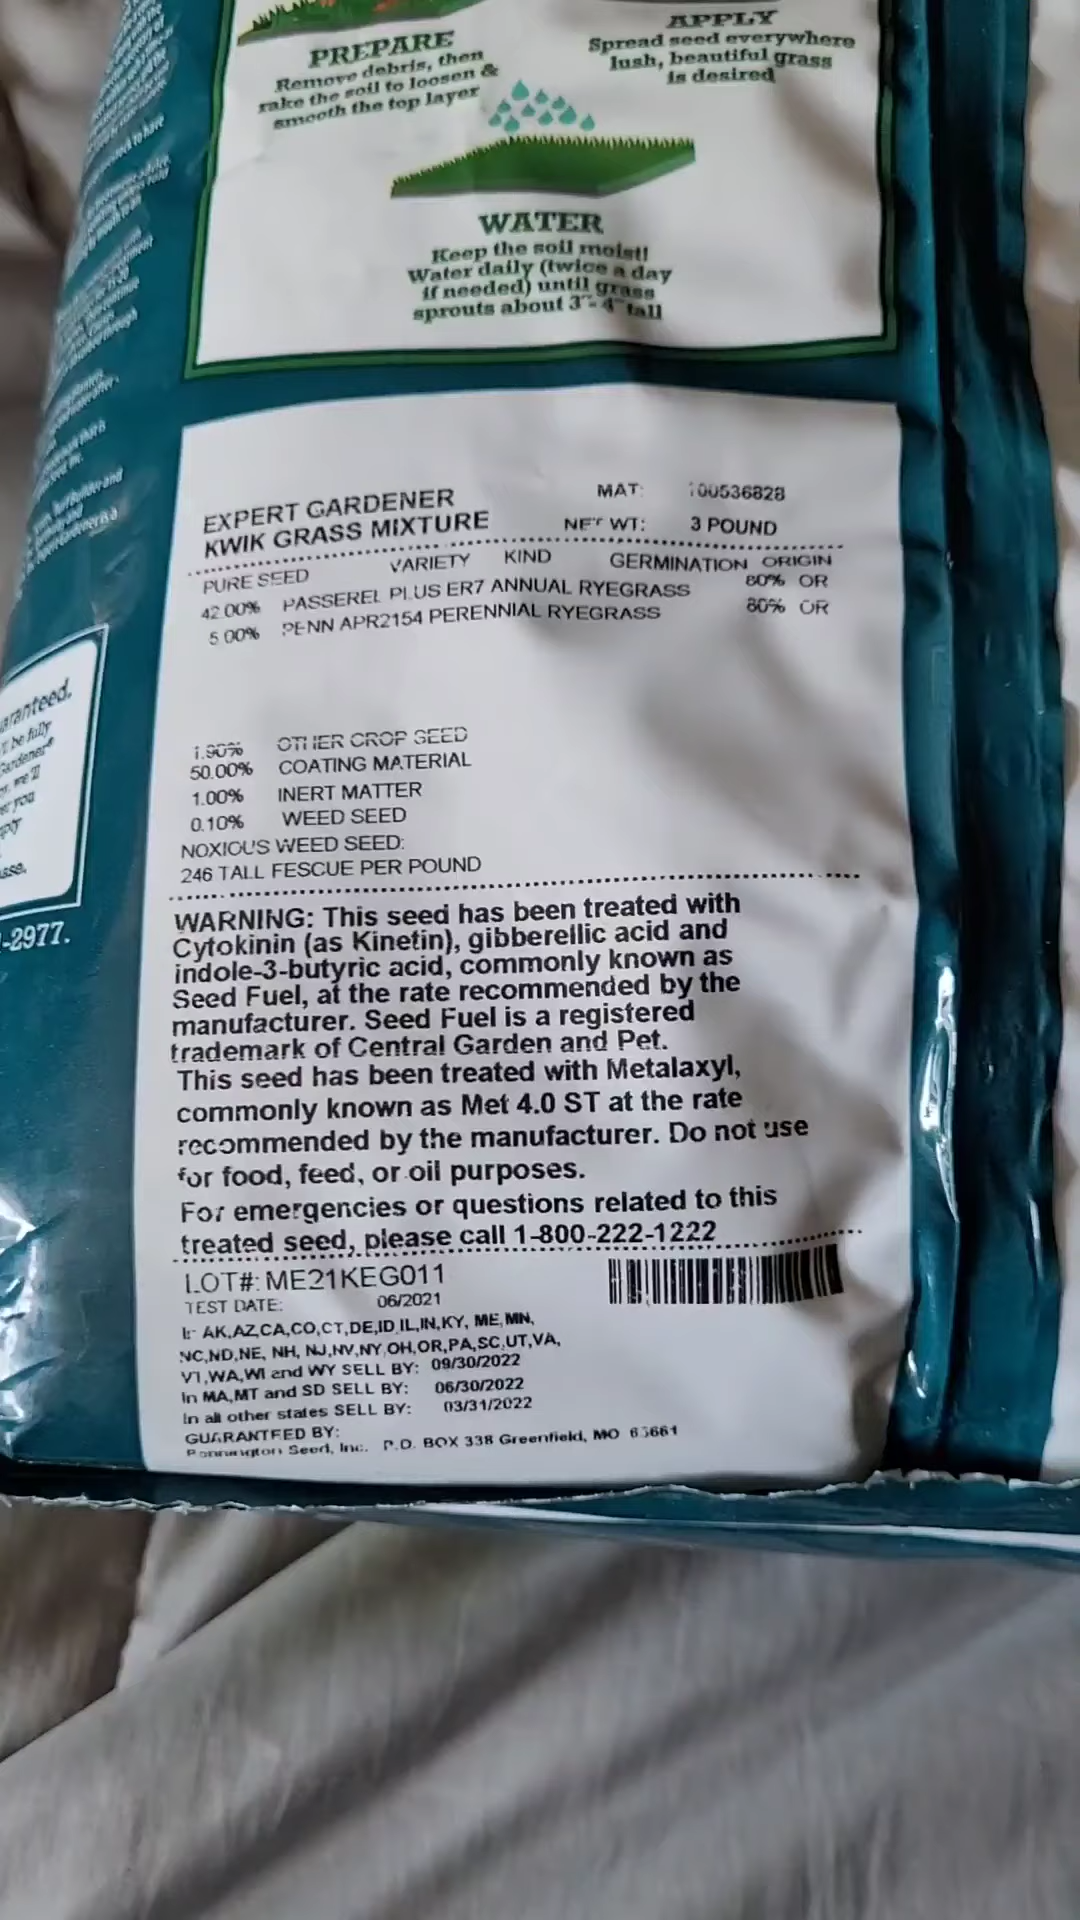 PREPARE
Remove debris, then
rake the soil to loosen &
smooth the top layer
APPLY
Spread seed everywhere
lush, beautiful grass
is desired
WATER
Keep the soil moist!
Water daily (twice a day
if needed) until grass
sprouts about 3"-4" tall
EXPERT GARDENER
KWIK GRASS MIXTURE
MAT: 100536828
NET WT: 3 POUND
PURE SEED VARIETY KIND GERMINATION ORIGIN
42.00% PASSEREL PLUS ER7 ANNUAL RYEGRASS 80% OR
5.00% PENN APR2154 PERENNIAL RYEGRASS 80% OR
1.90% OTHER CROP SEED
50.00% COATING MATERIAL
1.00% INERT MATTER
0.10% WEED SEED
NOXIOUS WEED SEED:
246 TALL FESCUE PER POUND
WARNING: This seed has been treated with
Cytokinin (as Kinetin), gibberellic acid and
indole-3-butyric acid, commonly known as
Seed Fuel, at the rate recommended by the
manufacturer. Seed Fuel is a registered
trademark of Central Garden and Pet.
This seed has been treated with Metalaxyl,
commonly known as Met 4.0 ST at the rate
recommended by the manufacturer. Do not use
for food, feed, or oil purposes.
For emergencies or questions related to this
treated seed, please call 1-800-222-1222
LOT#: ME21KEG011
TEST DATE: 06/2021
In AK,AZ,CA,CO,CT,DE,ID,IL,IN,KY, ME,MN,
NC,ND,NE, NH, NJ,NV,NY,OH,OR,PA,SC,UT,VA,
VT,WA,WI and WY SELL BY: 09/30/2022
In MA,MT and SD SELL BY: 06/30/2022
In all other states SELL BY: 03/31/2022
GUARANTEED BY:
Pennington Seed, Inc. P.O. BOX 338 Greenfield, MO 65661
-2977.